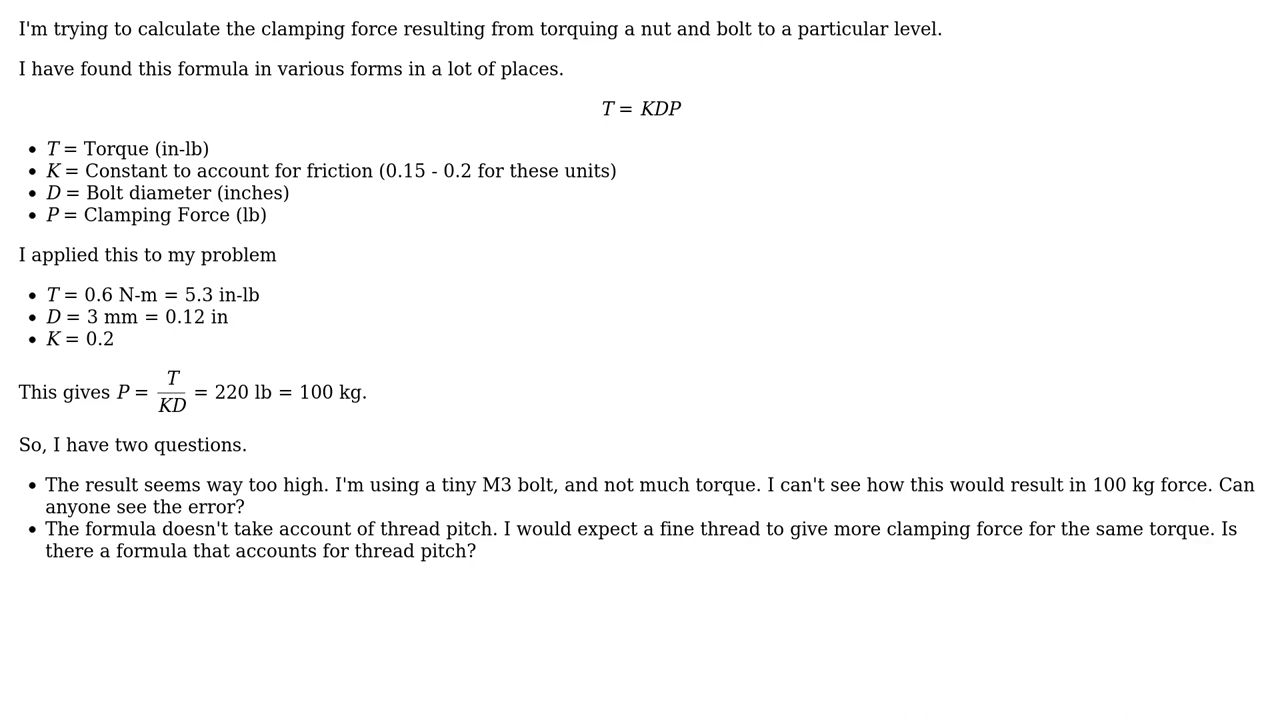 I'm trying to calculate the clamping force resulting from torquing a nut and bolt to a particular level.
I have found this formula in various forms in a lot of places.
T = KDP
• T = Torque (in-lb)
• K = Constant to account for friction (0.15 - 0.2 for these units)
• D = Bolt diameter (inches)
• P = Clamping Force (lb)
I applied this to my problem
• T = 0.6 N-m = 5.3 in-lb
• D = 3 mm = 0.12 in
• K = 0.2
This gives P = T/KD = 220 lb = 100 kg.
So, I have two questions.
• The result seems way too high. I'm using a tiny M3 bolt, and not much torque. I can't see how this would result in 100 kg force. Can
anyone see the error?
• The formula doesn't take account of thread pitch. I would expect a fine thread to give more clamping force for the same torque. Is
there a formula that accounts for thread pitch?